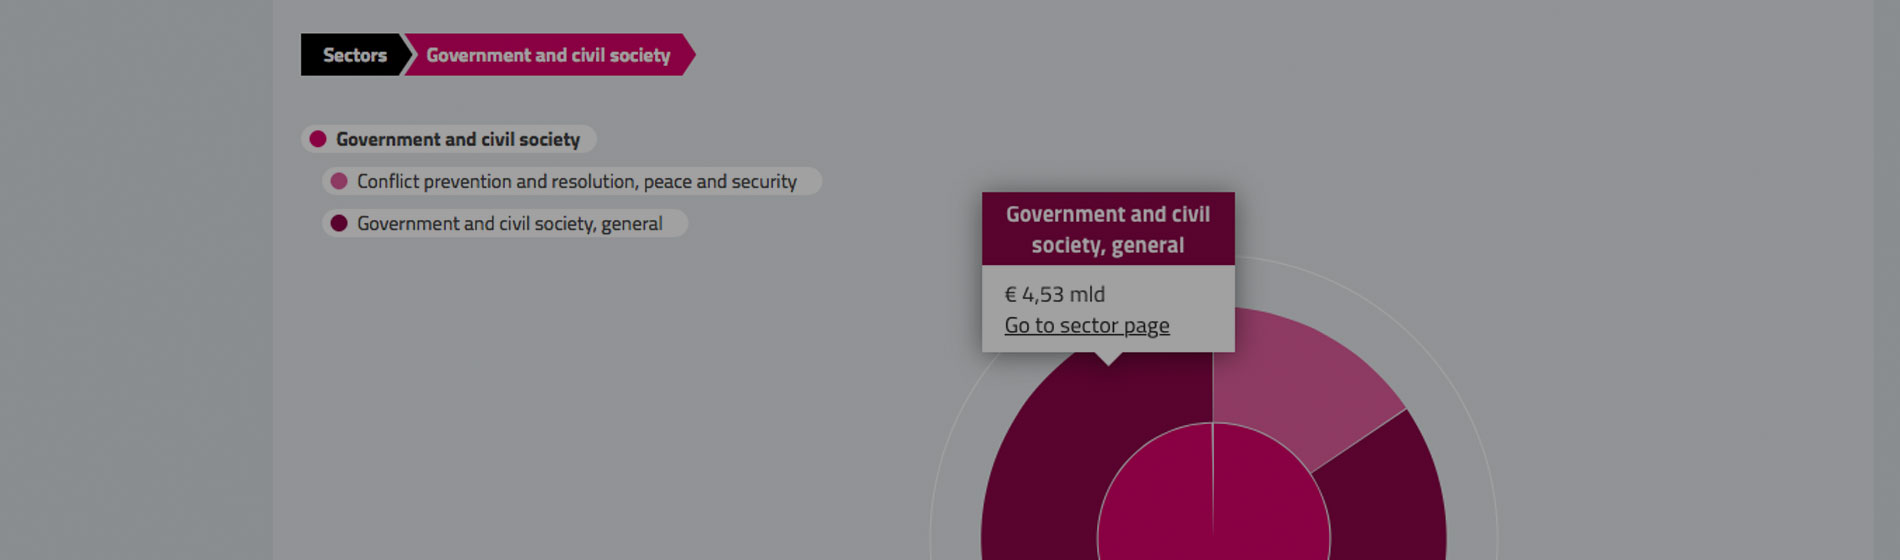 Sectors
Government and civil society
Government and civil society
Conflict prevention and resolution, peace and security
Government and civil society, general
Government and civil
society, general
€ 4,53 mld
Go to sector page